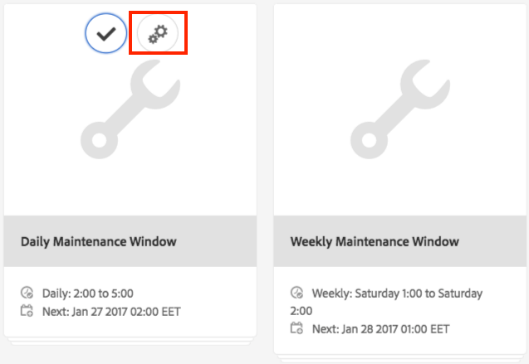 Daily Maintenance Window
Daily: 2:00 to 5:00
Next: Jan 27 2017 02:00 EET
Weekly Maintenance Window
Weekly: Saturday 1:00 to Saturday
2:00
Next: Jan 28 2017 01:00 EET